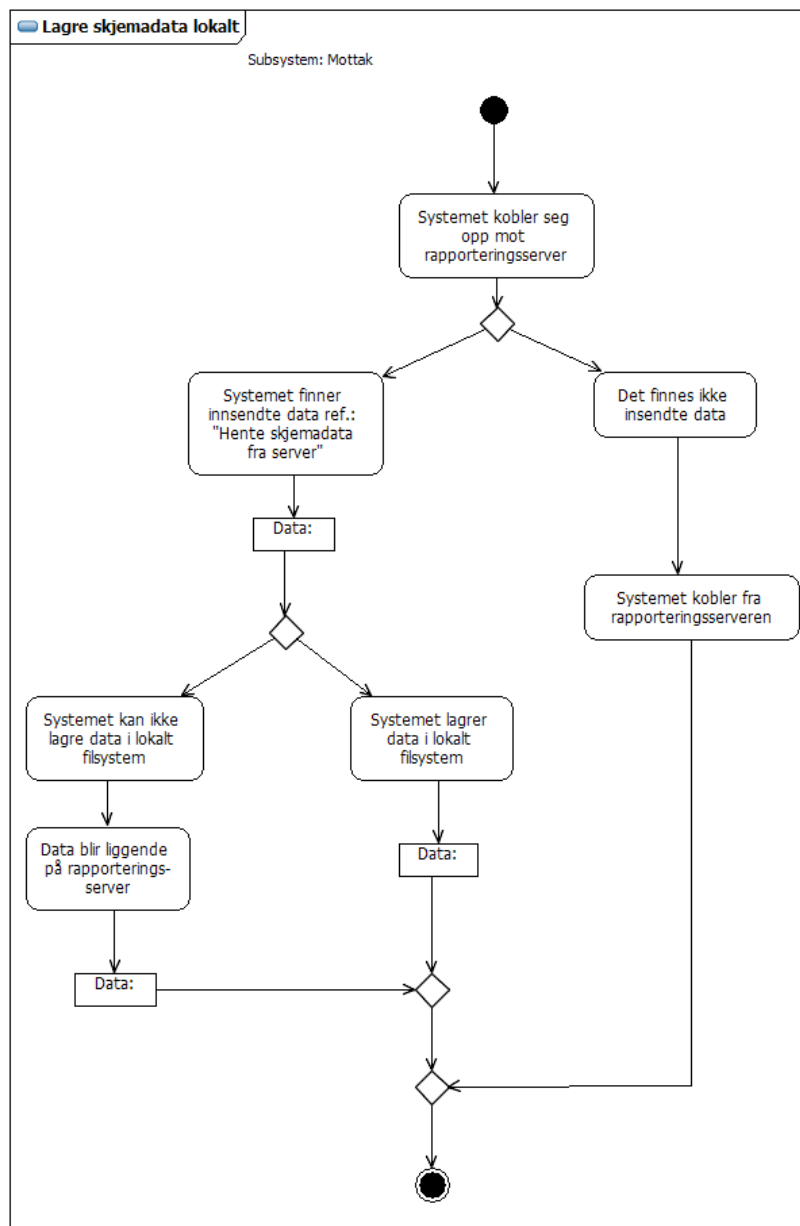 Lagre skjemadata lokalt
Subsystem: Mottak
Systemet kobler seg
opp mot
rapporteringsserver
Systemet finner
innsendte data ref.:
"Hente skjemadata
fra server"
Det finnes ikke
insendte data
Data:
Systemet kobler fra
rapporteringsserveren
Systemet kan ikke
lagre data i lokalt
filsystem
Systemet lagrer
data i lokalt
filsystem
Data blir liggende
på rapporterings-
server
Data:
Data: